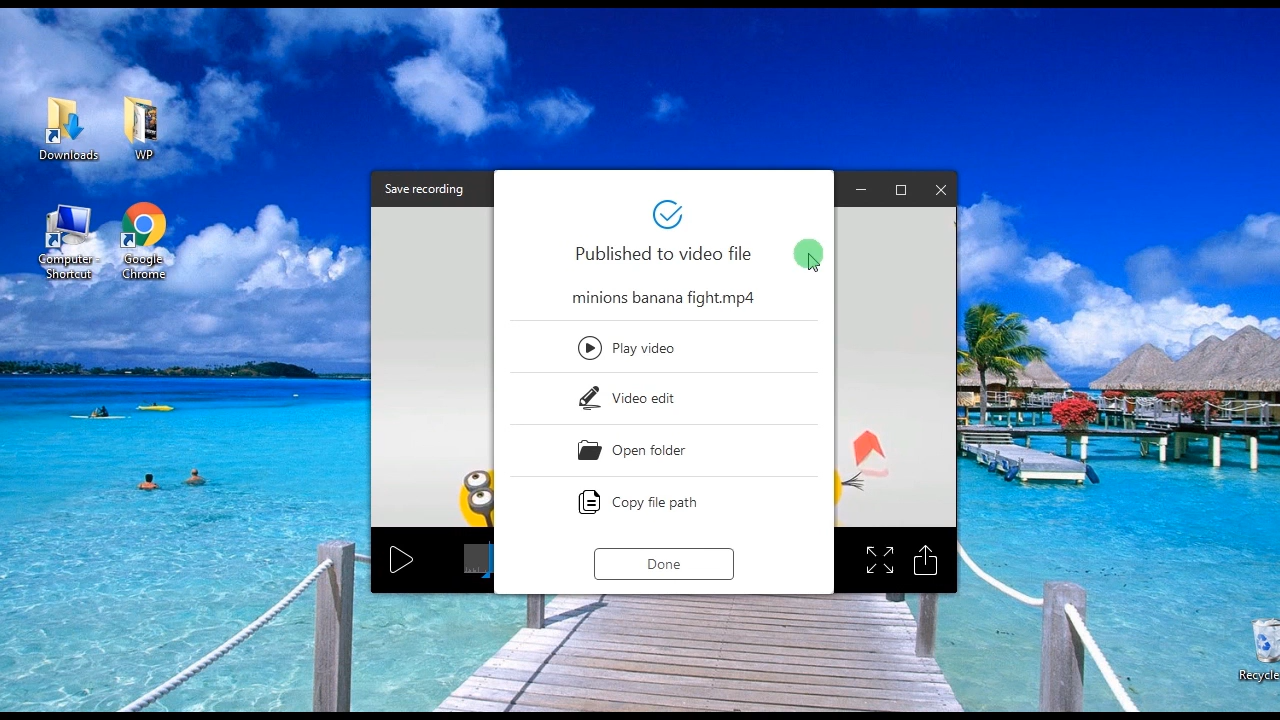 Downloads
WP
Computer -
Shortcut
Google
Chrome
Save recording
Published to video file
minions banana fight.mp4
Play video
Video edit
Open folder
Copy file path
Done
Recycle